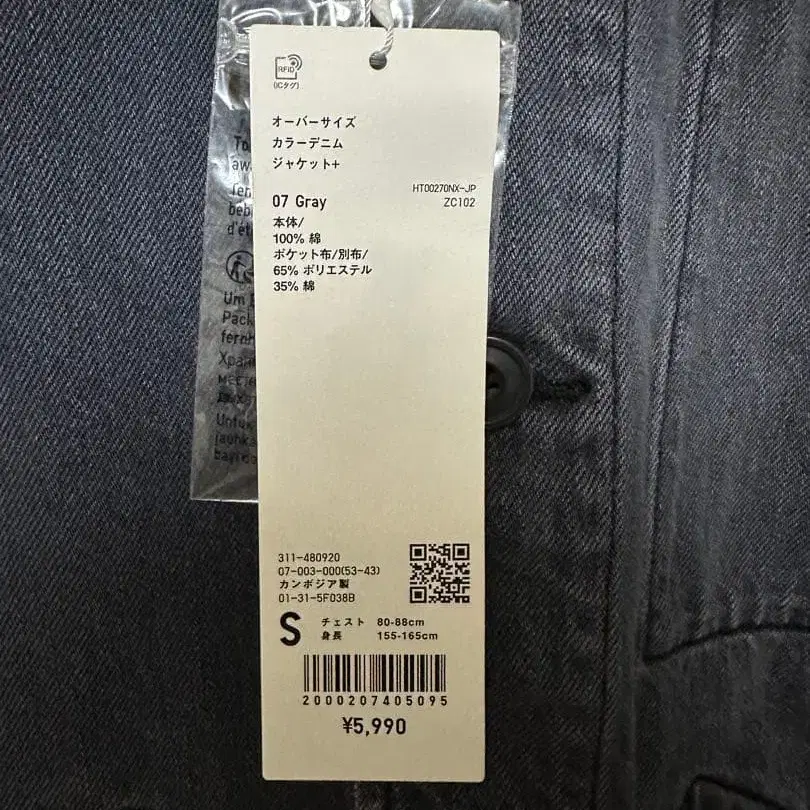 RFID
(ICタグ)
オーバーサイズ
カラーデニム
ジャケット+
HT00270NX-JP
07 Gray
ZC102
本体/
100% 綿
ポケット布/別布/
65% ポリエステル
35% 綿
311-480920
07-003-000(53-43)
カンボジア製
01-31-5F038B
S
チェスト 80-88cm
身長 155-165cm
2000207405095
¥5,990
Um